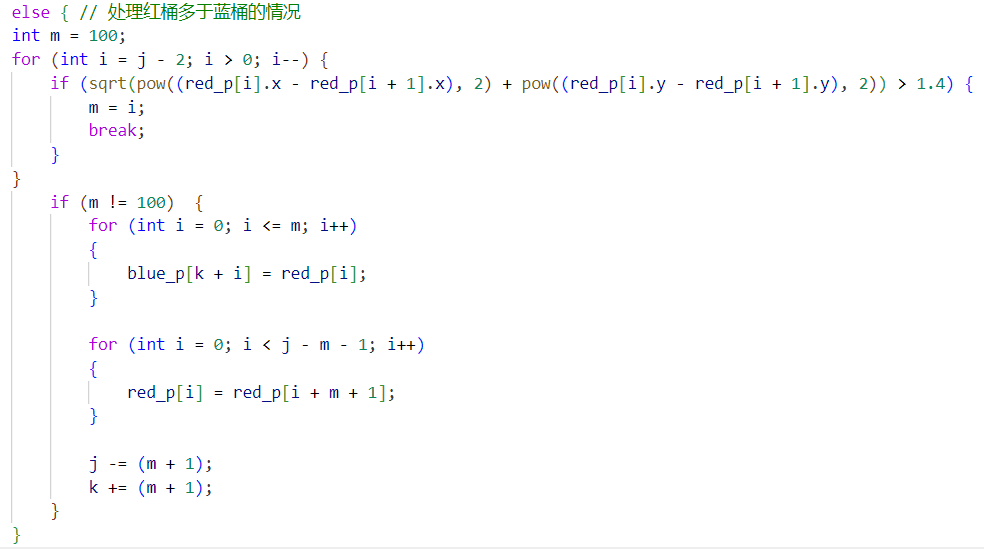 else { // 处理红桶多于蓝桶的情况
int m = 100;
for (int i = j - 2; i > 0; i--) {
if (sqrt(pow((red_p[i].x - red_p[i + 1].x), 2) + pow((red_p[i].y - red_p[i + 1].y), 2)) > 1.4) {
m = i;
break;
}
}
if (m != 100)  {
for (int i = 0; i <= m; i++)
{
blue_p[k + i] = red_p[i];
}
for (int i = 0; i < j - m - 1; i++)
{
red_p[i] = red_p[i + m + 1];
}
j -= (m + 1);
k += (m + 1);
}
}